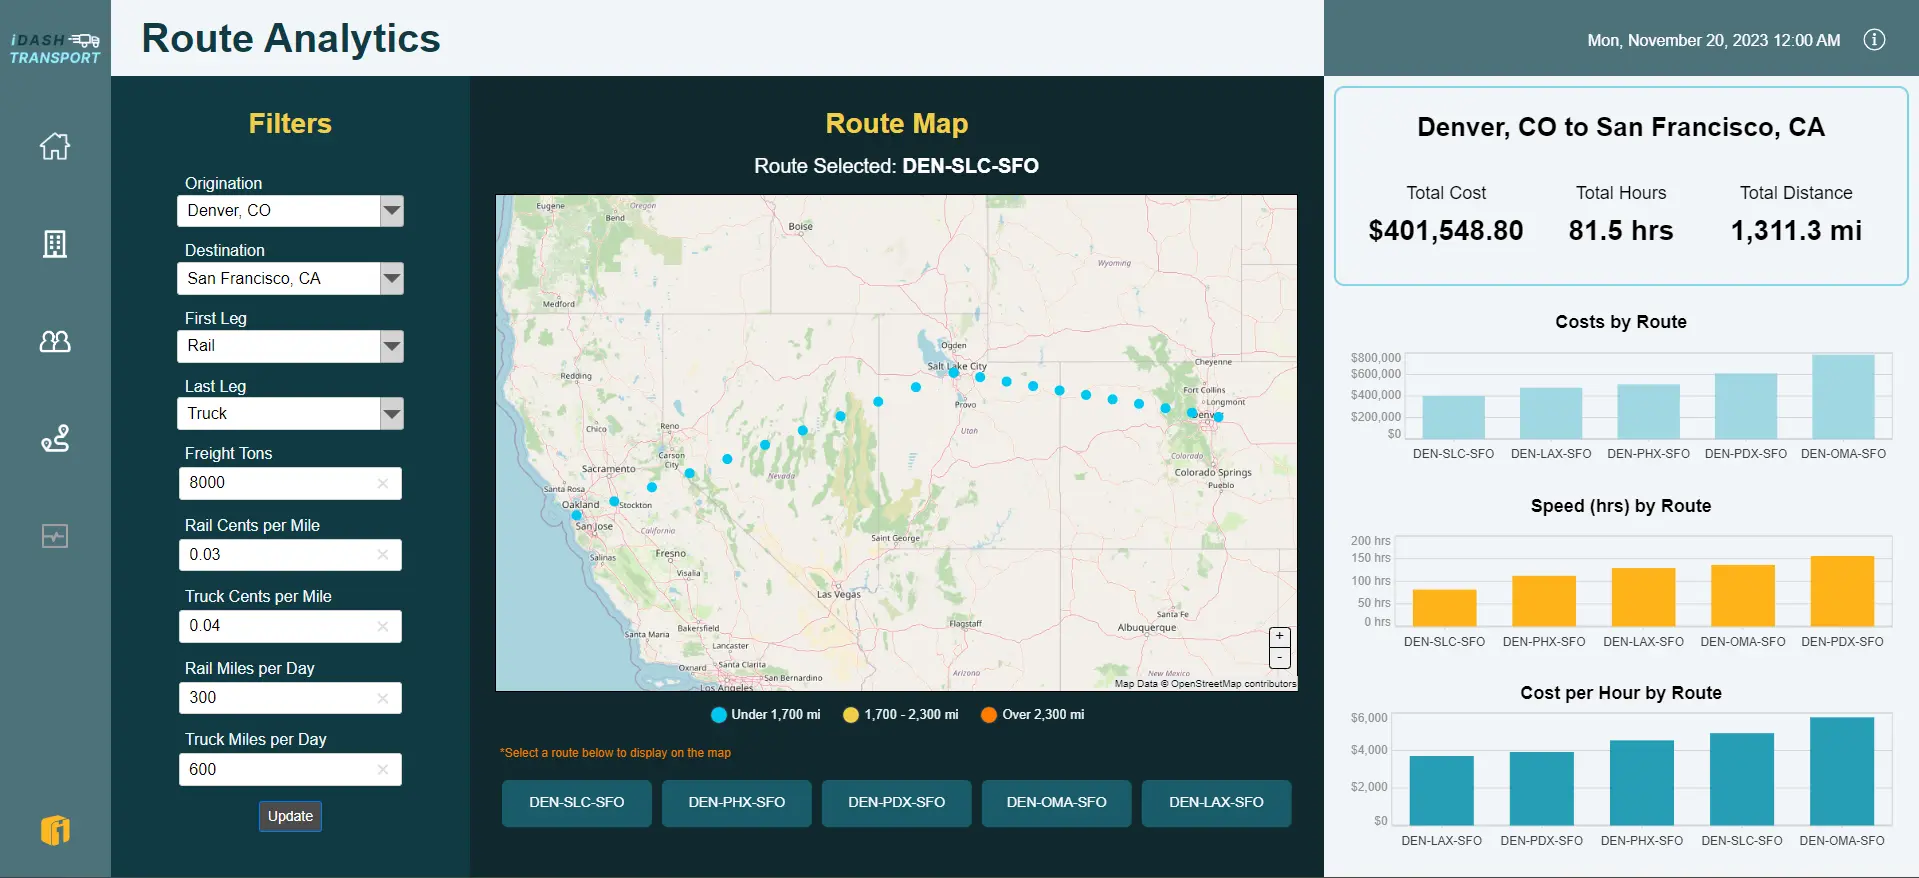 iDASH
TRANSPORT
Route Analytics
Mon, November 20, 2023 12:00 AM
Filters
Origination
Denver, CO
Destination
San Francisco, CA
First Leg
Rail
Last Leg
Truck
Freight Tons
8000
Rail Cents per Mile
0.03
Truck Cents per Mile
0.04
Rail Miles per Day
300
Truck Miles per Day
600
Update
Route Map
Route Selected: DEN-SLC-SFO
Eugene
Oregon
Bend
Boise
Wyoming
Medford
Ogden
Cheyenne
Salt Lake City
Redding
Fort Collins
Longmont
Provo
Denver
Chico
Reno
Utah
Carson
City
Colorado
Sacramento
Nevada
Colorado Springs
Pueblo
Santa Rosa
Oakland
Stockton
San Jose
California
Saint George
Salinas
Fresno
Visalia
Las Vegas
Santa Fe
Bakersfield
Flagstaff
Albuquerque
Santa Maria
Lancaster
Oxnard
Santa Clarita
San Bernardino
Arizona
New Mexico
Los Angeles
+
-
Map Data © OpenStreetMap contributors
Under 1,700 mi
1,700 - 2,300 mi
Over 2,300 mi
*Select a route below to display on the map
DEN-SLC-SFO
DEN-PHX-SFO
DEN-PDX-SFO
DEN-OMA-SFO
DEN-LAX-SFO
Denver, CO to San Francisco, CA
Total Cost
Total Hours
Total Distance
$401,548.80
81.5 hrs
1,311.3 mi
Costs by Route
$800,000
$600,000
$400,000
$200,000
$0
DEN-SLC-SFO
DEN-LAX-SFO
DEN-PHX-SFO
DEN-PDX-SFO
DEN-OMA-SFO
Speed (hrs) by Route
200 hrs
150 hrs
100 hrs
50 hrs
0 hrs
DEN-SLC-SFO
DEN-PHX-SFO
DEN-LAX-SFO
DEN-OMA-SFO
DEN-PDX-SFO
Cost per Hour by Route
$6,000
$4,000
$2,000
$0
DEN-LAX-SFO
DEN-PDX-SFO
DEN-PHX-SFO
DEN-SLC-SFO
DEN-OMA-SFO